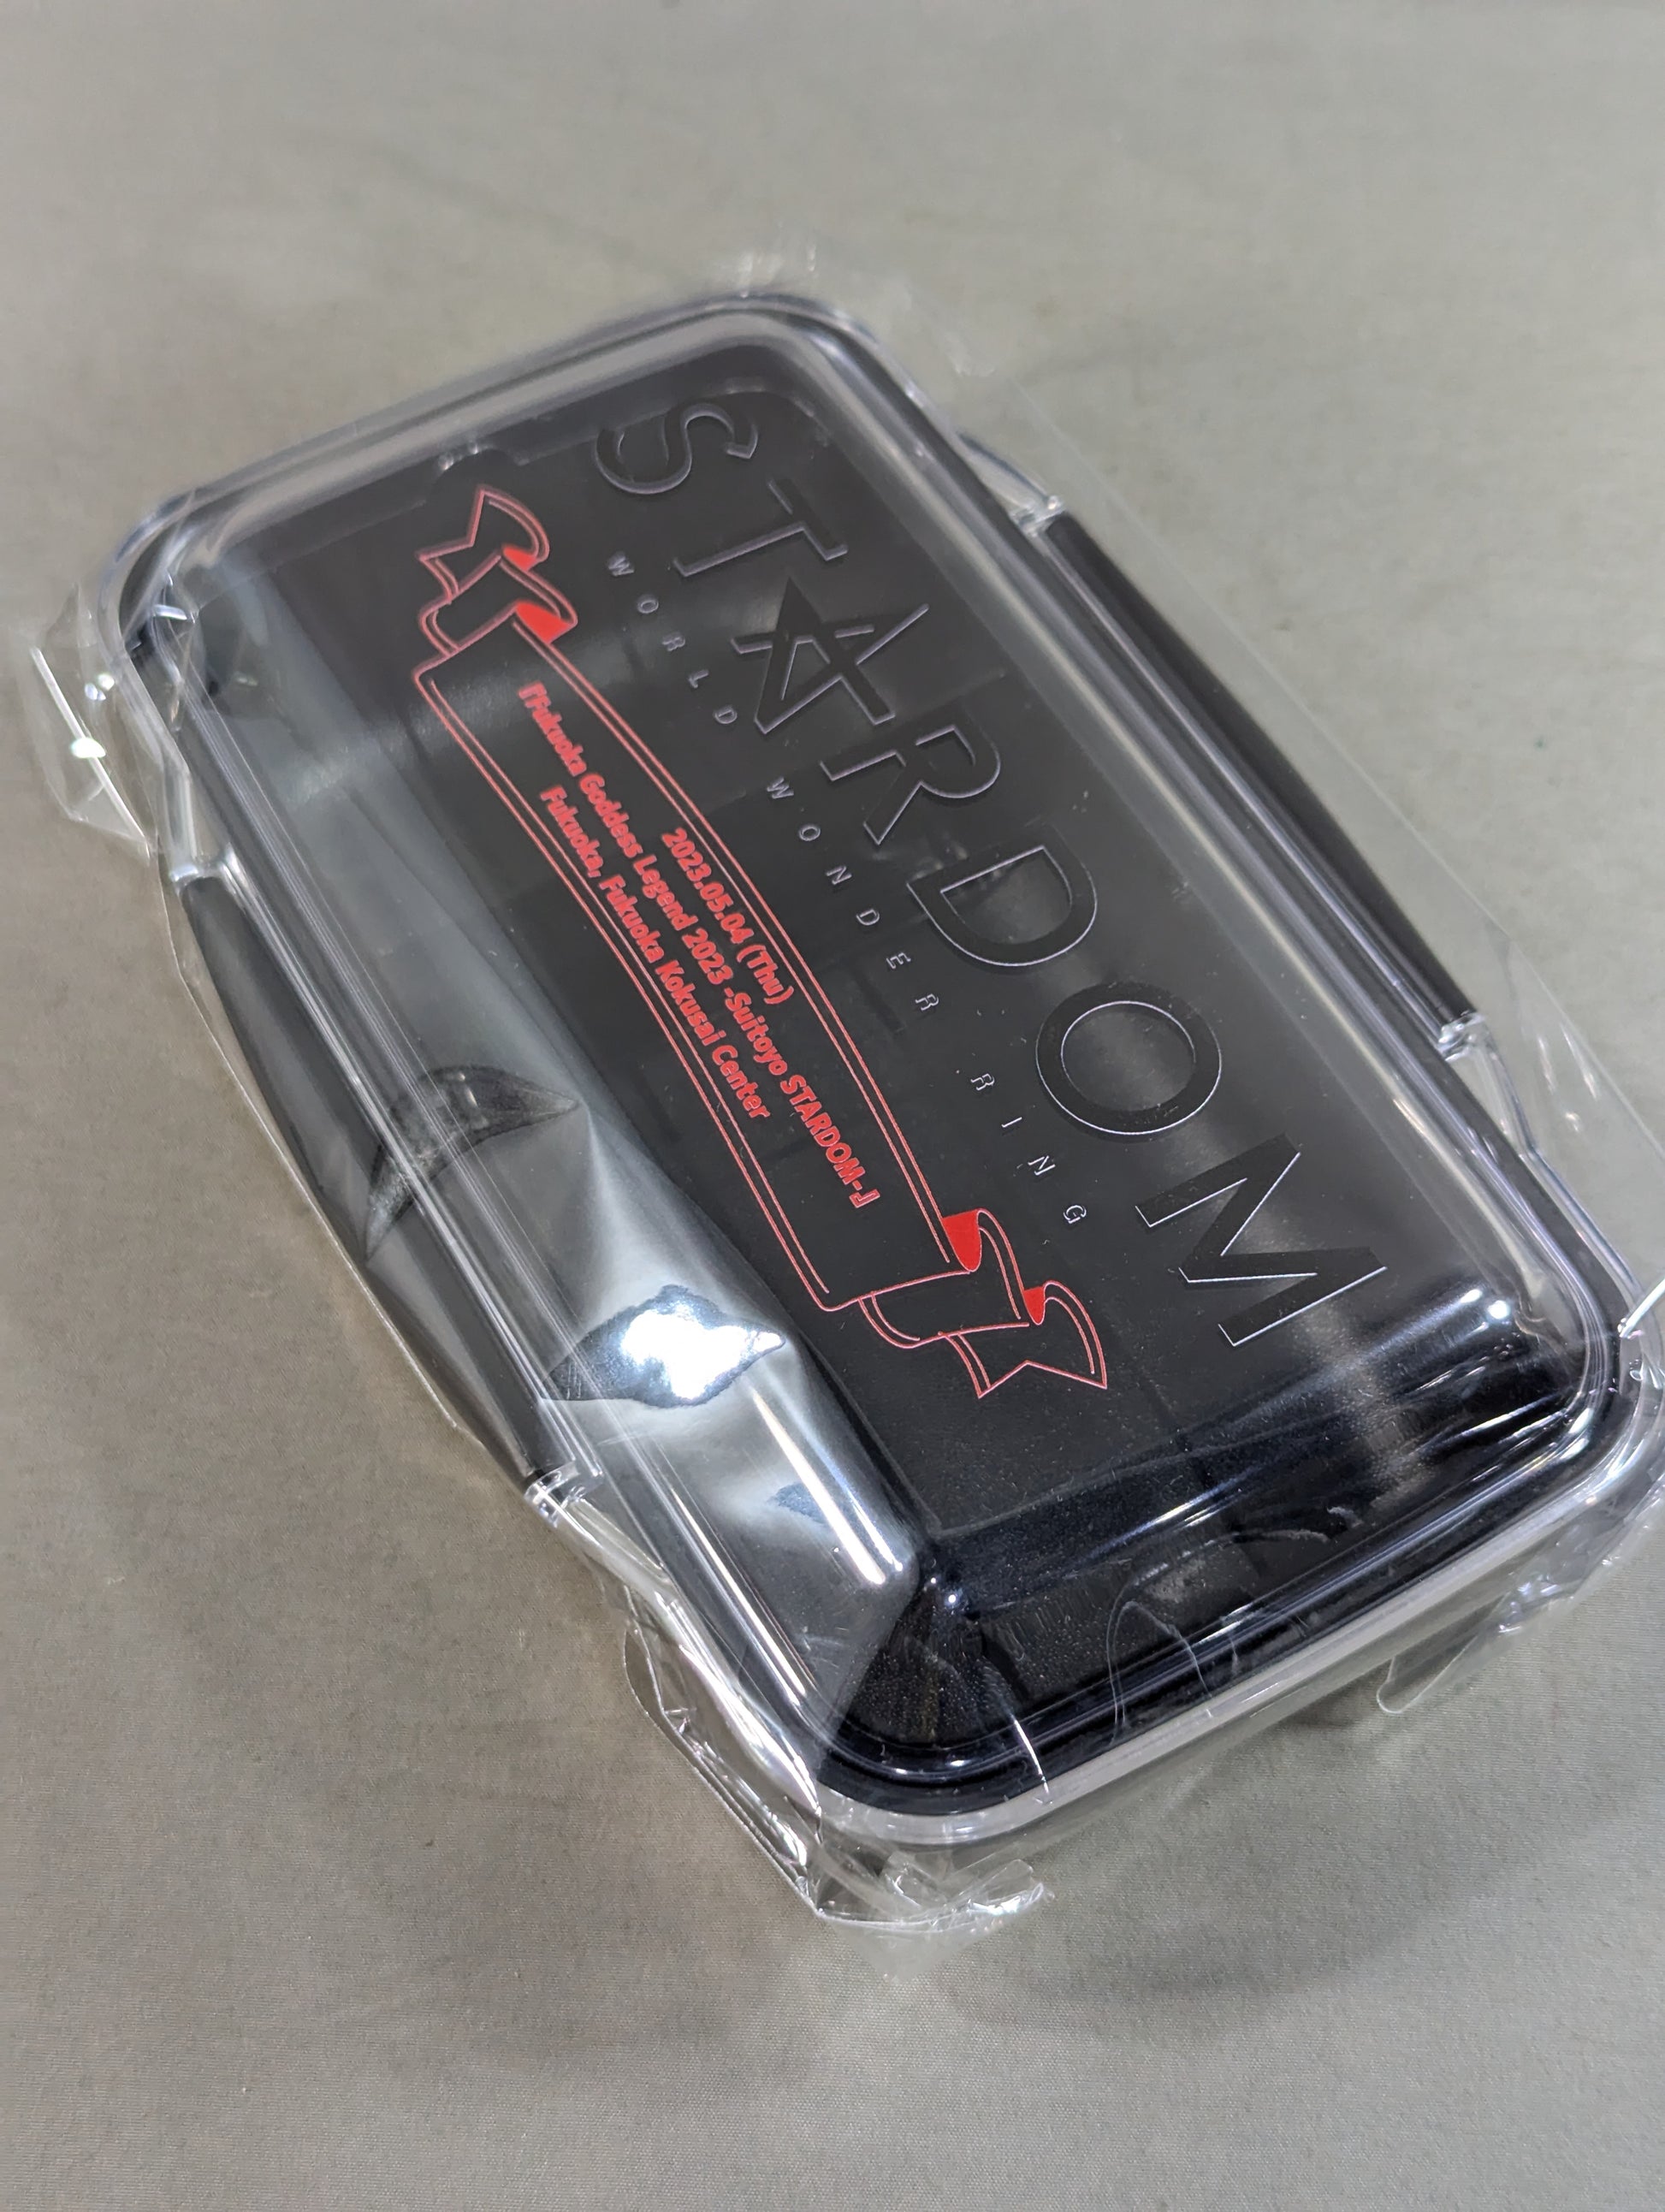 STARDOM
WORLD WONDER RING
2023.05.04 (Thu)
『Fukuoka Goddess Legend 2023 -Suitoyo STARDOM-』
Fukuoka, Fukuoka Kokusai Center